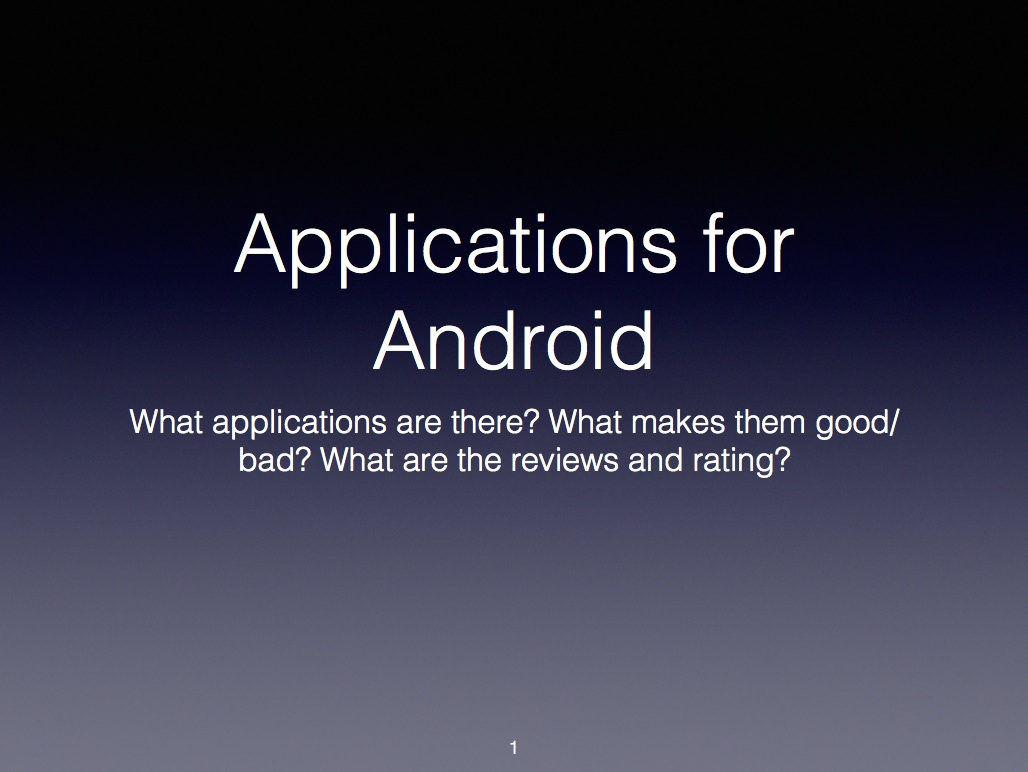 Applications for
Android
What applications are there? What makes them good/
bad? What are the reviews and rating?
1